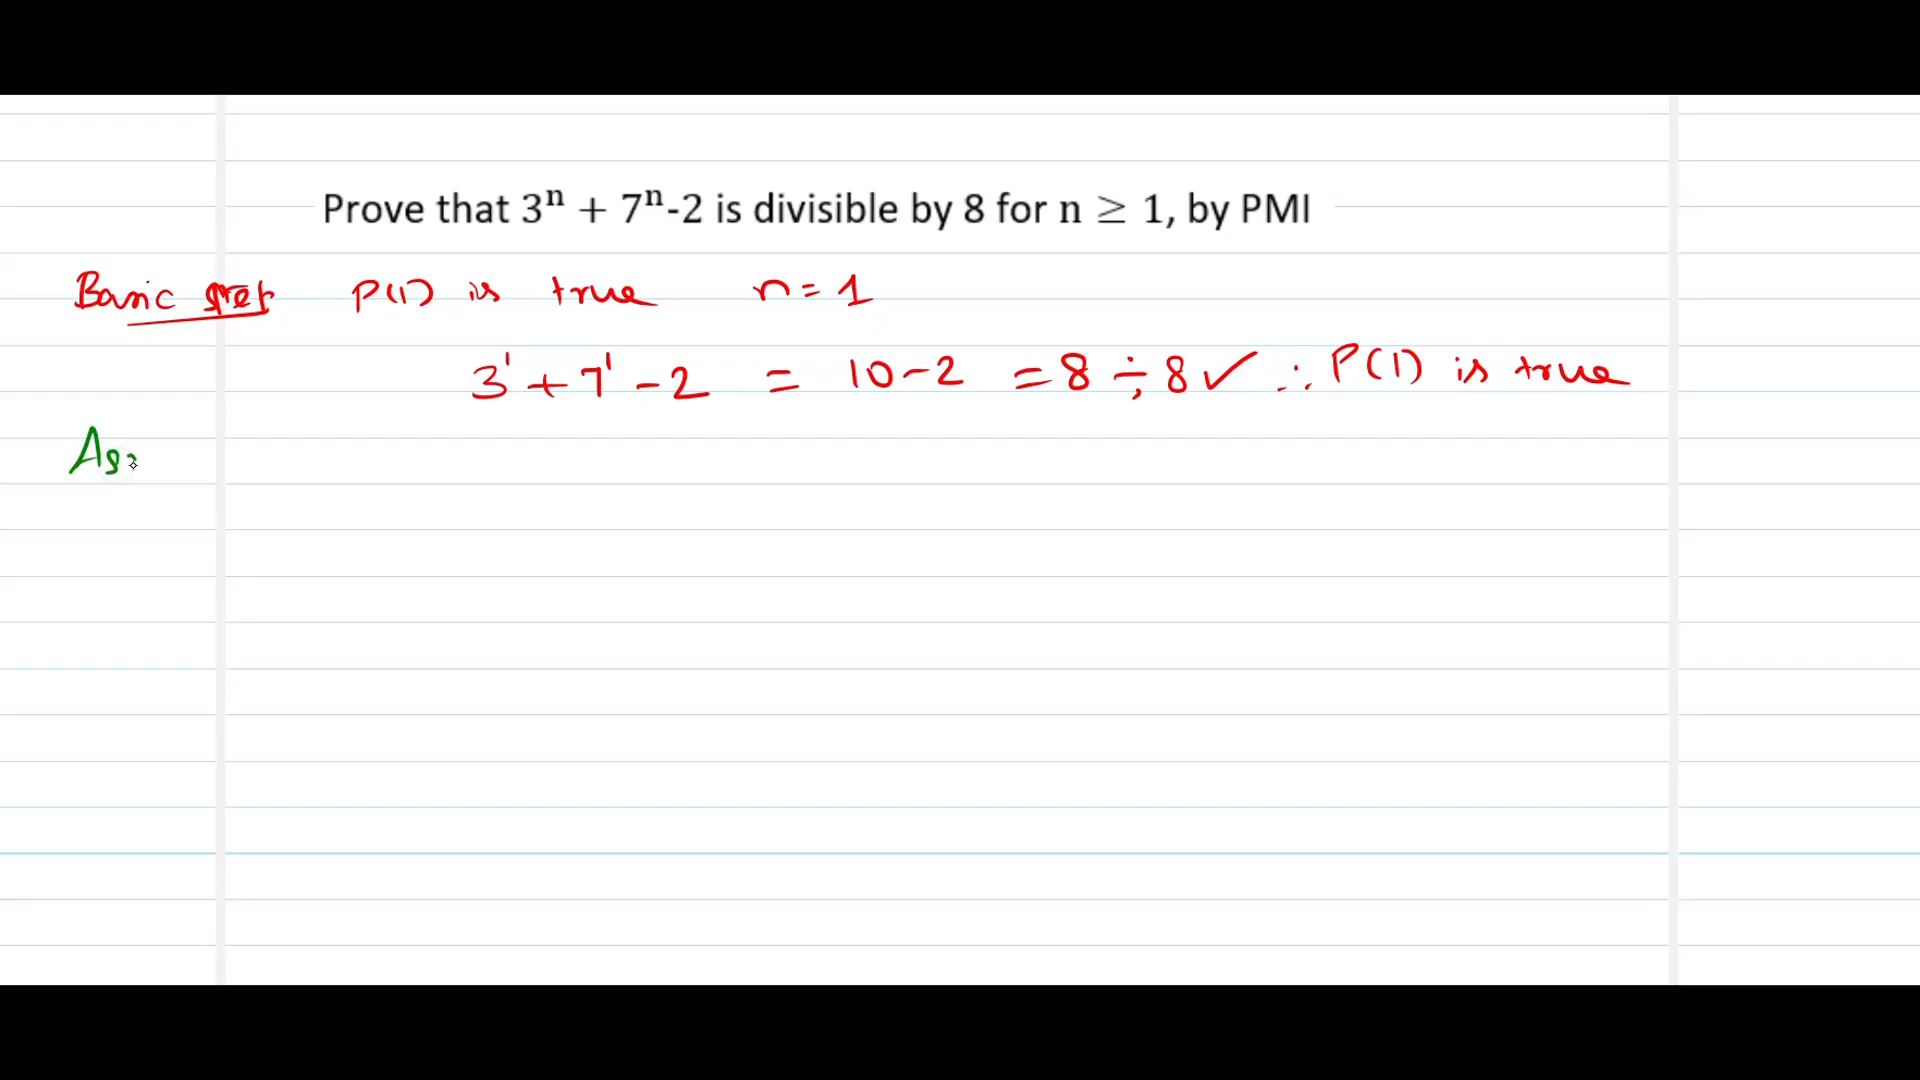 Prove that 3ⁿ + 7ⁿ-2 is divisible by 8 for n ≥ 1, by PMI
Basic step P(1) is true n = 1
3¹ + 7¹ - 2 = 10 - 2 = 8 ÷ 8 ✓ ∴ P(1) is true
Ass